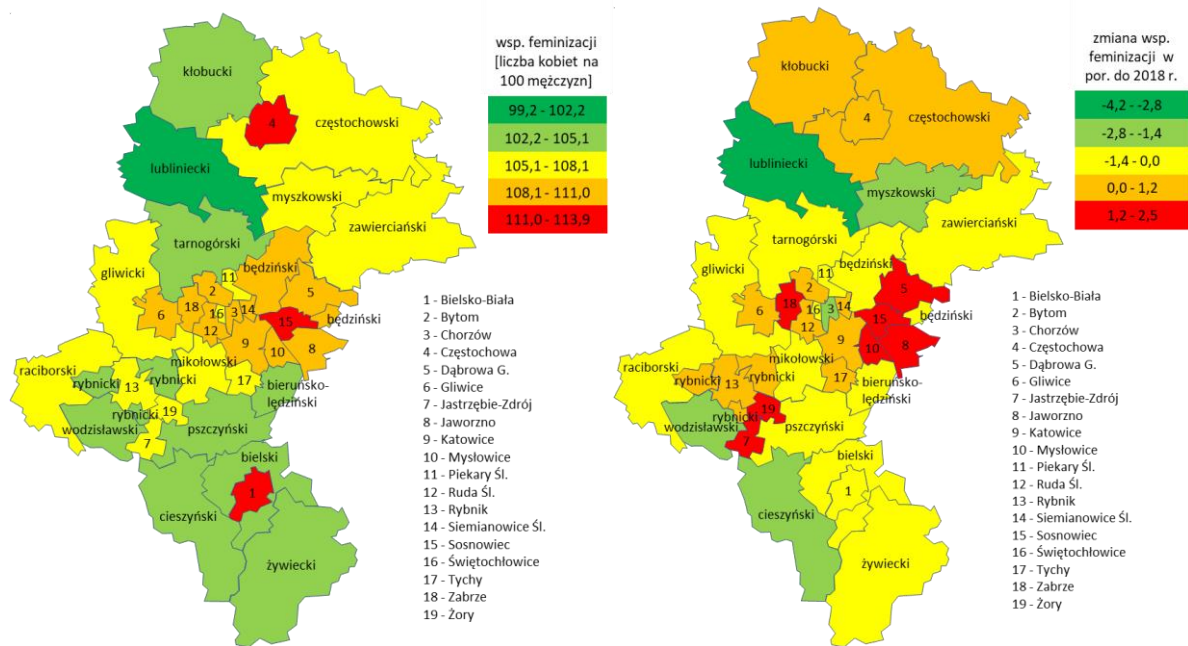 wsp. feminizacji
[liczba kobiet na
100 mężczyzn]
99,2 - 102,2
102,2 - 105,1
105,1 - 108,1
108,1 - 111,0
111,0 - 113,9
kłobucki
4
częstochowski
lubliniecki
myszkowski
zawierciański
tarnogórski
gliwicki
11
będziński
2
5
6
18
16
3
14
12
15
będziński
9
10
8
mikołowski
raciborski
rybnicki
13
rybnicki
17
bieruńsko-
lędziński
19
rybnicki
wodzisławski
7
pszczyński
bielski
1
cieszyński
żywiecki
1 - Bielsko-Biała
2 - Bytom
3 - Chorzów
4 - Częstochowa
5 - Dąbrowa G.
6 - Gliwice
7 - Jastrzębie-Zdrój
8 - Jaworzno
9 - Katowice
10 - Mysłowice
11 - Piekary Śl.
12 - Ruda Śl.
13 - Rybnik
14 - Siemianowice Śl.
15 - Sosnowiec
16 - Świętochłowice
17 - Tychy
18 - Zabrze
19 - Żory
zmiana wsp.
feminizacji w
por. do 2018 r.
-4,2 - -2,8
-2,8 - -1,4
-1,4 - 0,0
0,0 - 1,2
1,2 - 2,5
kłobucki
4
częstochowski
lubliniecki
myszkowski
zawierciański
tarnogórski
gliwicki
11
będziński
2
5
6
18
16
3
14
12
15
będziński
9
10
8
mikołowski
raciborski
rybnicki
13
rybnicki
17
bieruńsko-
lędziński
19
rybnicki
wodzisławski
7
pszczyński
bielski
1
cieszyński
żywiecki
1 - Bielsko-Biała
2 - Bytom
3 - Chorzów
4 - Częstochowa
5 - Dąbrowa G.
6 - Gliwice
7 - Jastrzębie-Zdrój
8 - Jaworzno
9 - Katowice
10 - Mysłowice
11 - Piekary Śl.
12 - Ruda Śl.
13 - Rybnik
14 - Siemianowice Śl.
15 - Sosnowiec
16 - Świętochłowice
17 - Tychy
18 - Zabrze
19 - Żory